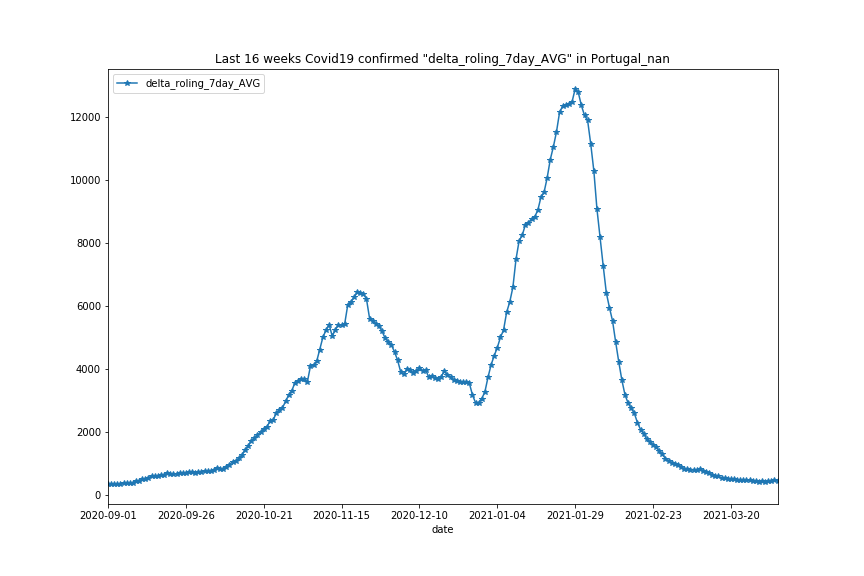 Last 16 weeks Covid19 confirmed "delta_roling_7day_AVG" in Portugal_nan
delta_roling_7day_AVG
12000
10000
8000
6000
4000
2000
0
2020-09-01 2020-09-26 2020-10-21 2020-11-15 2020-12-10 2021-01-04 2021-01-29 2021-02-23 2021-03-20
date